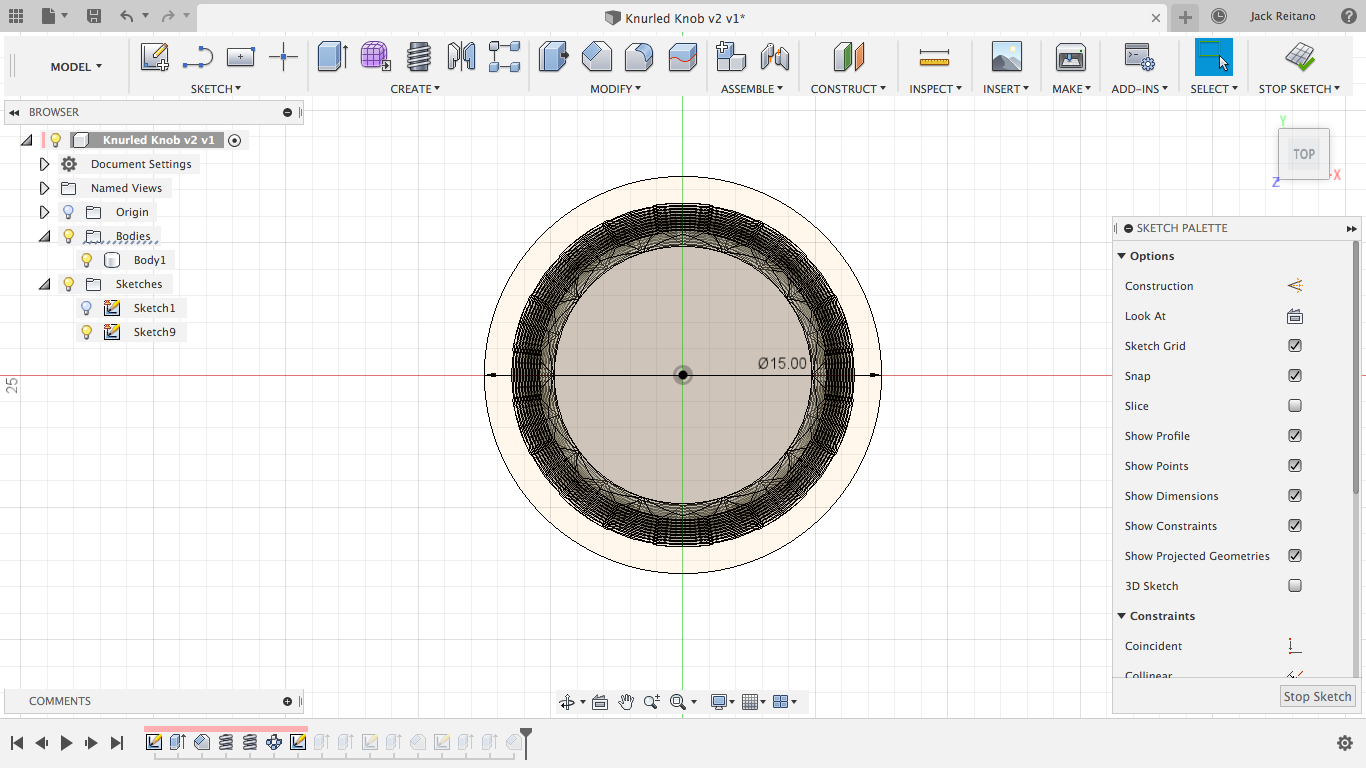 Knurled Knob v2 v1*
Jack Reitano
MODEL
SKETCH
CREATE
MODIFY
ASSEMBLE
CONSTRUCT
INSPECT
INSERT
MAKE
ADD-INS
SELECT
STOP SKETCH
BROWSER
Knurled Knob v2 v1
Document Settings
Named Views
Origin
Bodies
Body1
Sketches
Sketch1
Sketch9
25
Ø15.00
Y
TOP
Z
X
SKETCH PALETTE
Options
Construction
Look At
Sketch Grid
Snap
Slice
Show Profile
Show Points
Show Dimensions
Show Constraints
Show Projected Geometries
3D Sketch
Constraints
Coincident
Collinear
Stop Sketch
COMMENTS